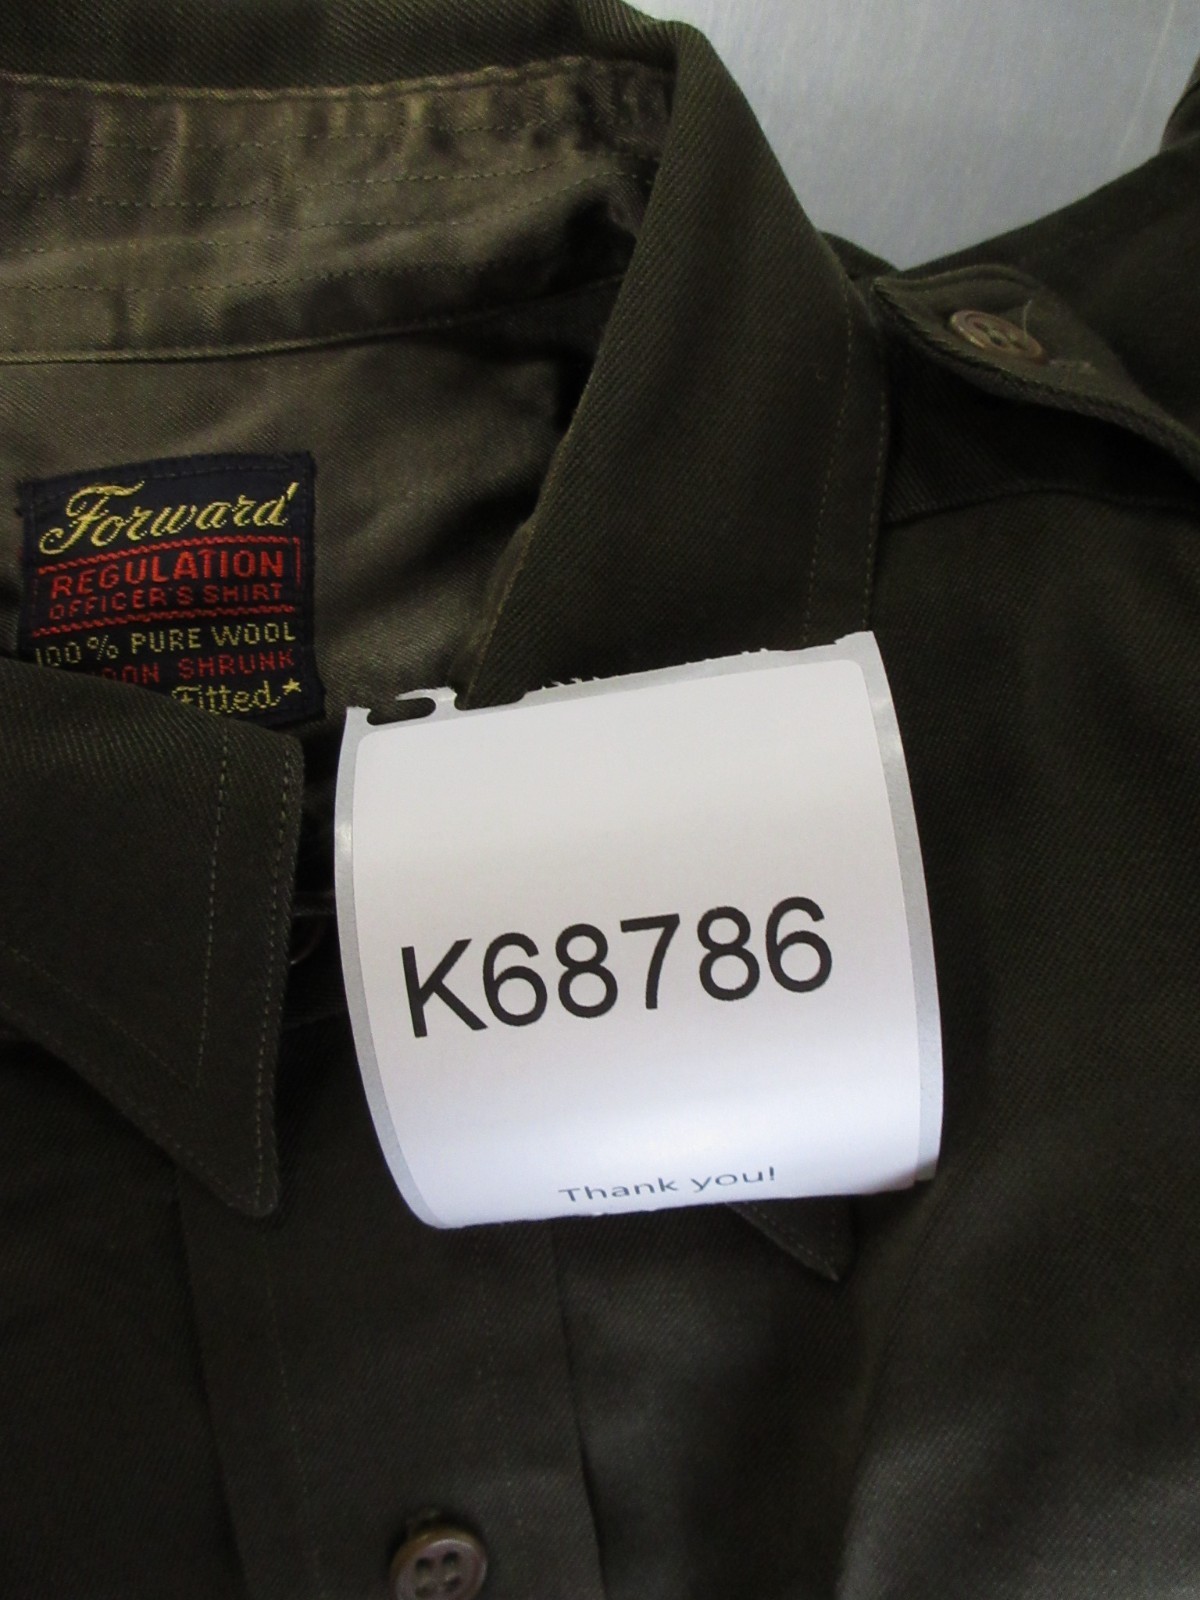 Forward
REGULATION
OFFICER'S SHIRT
100% PURE WOOL
SHRUNK
Fitted*
K68786
Thank you!